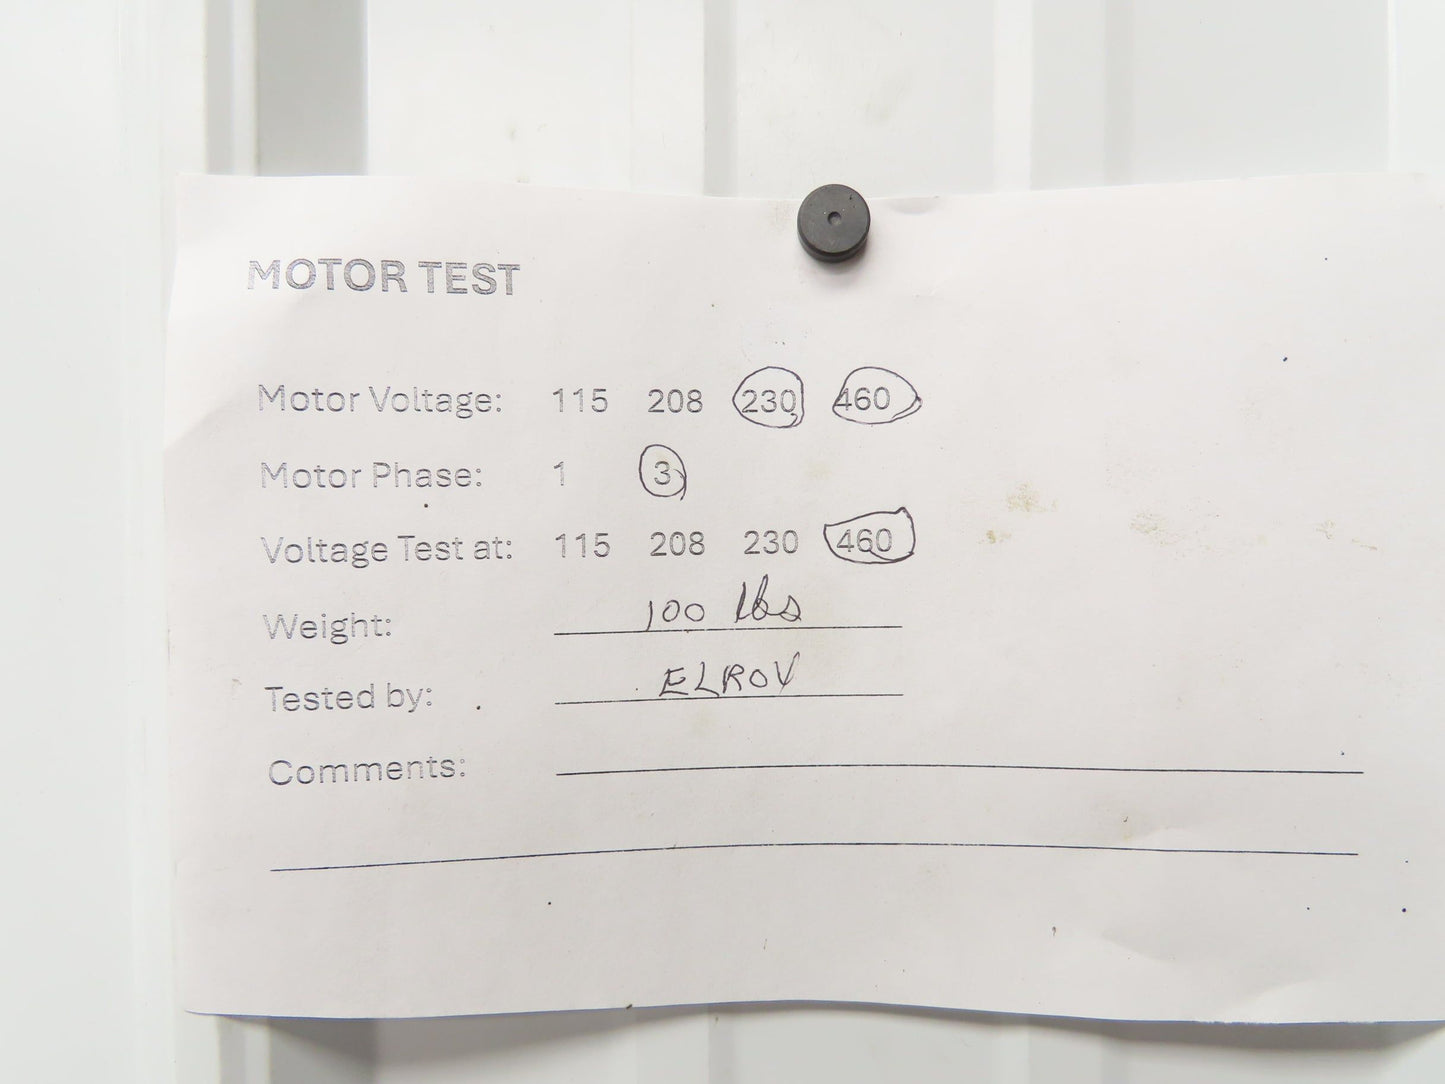 MOTOR TEST
Motor Voltage: 115 208 230 460
Motor Phase: 1 3
Voltage Test at: 115 208 230 460
Weight: 100 lbs
Tested by: ELROY
Comments: